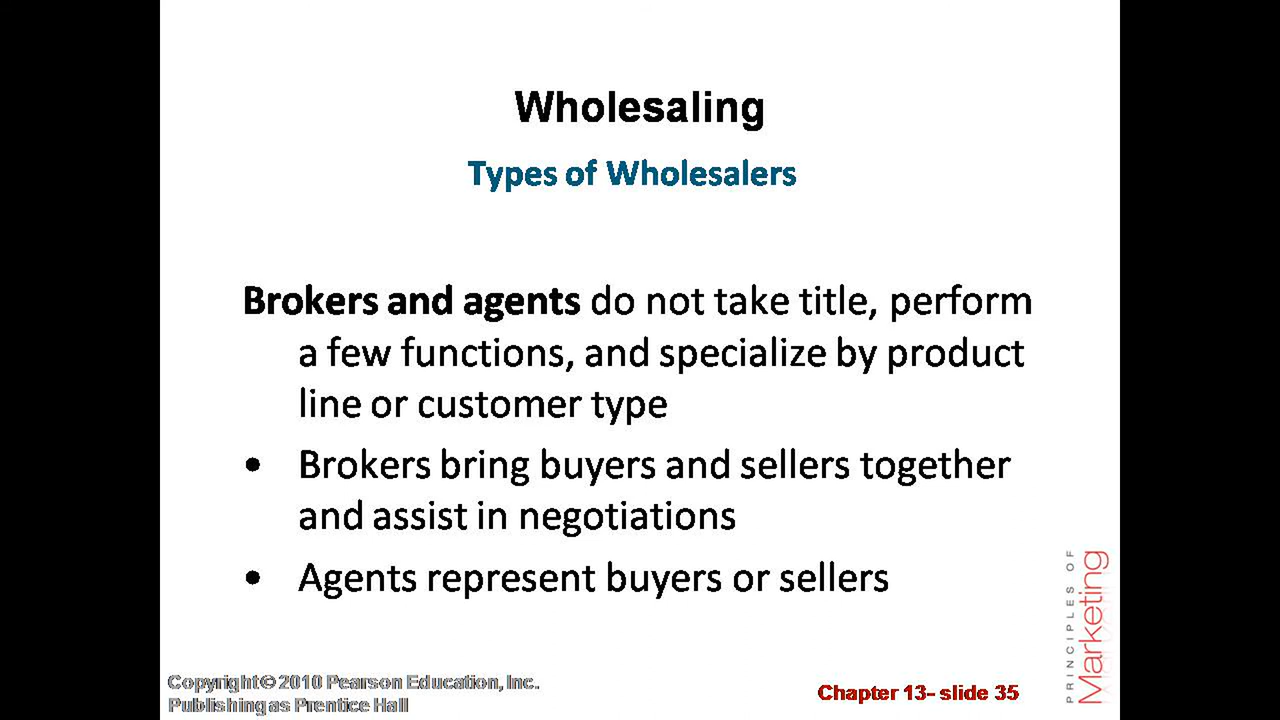 Wholesaling
Types of Wholesalers
Brokers and agents do not take title, perform
a few functions, and specialize by product
line or customer type
• Brokers bring buyers and sellers together
and assist in negotiations
• Agents represent buyers or sellers
PRINCIPLES OF
Marketing
Copyright © 2010 Pearson Education, Inc.
Publishing as Prentice Hall
Chapter 13- slide 35